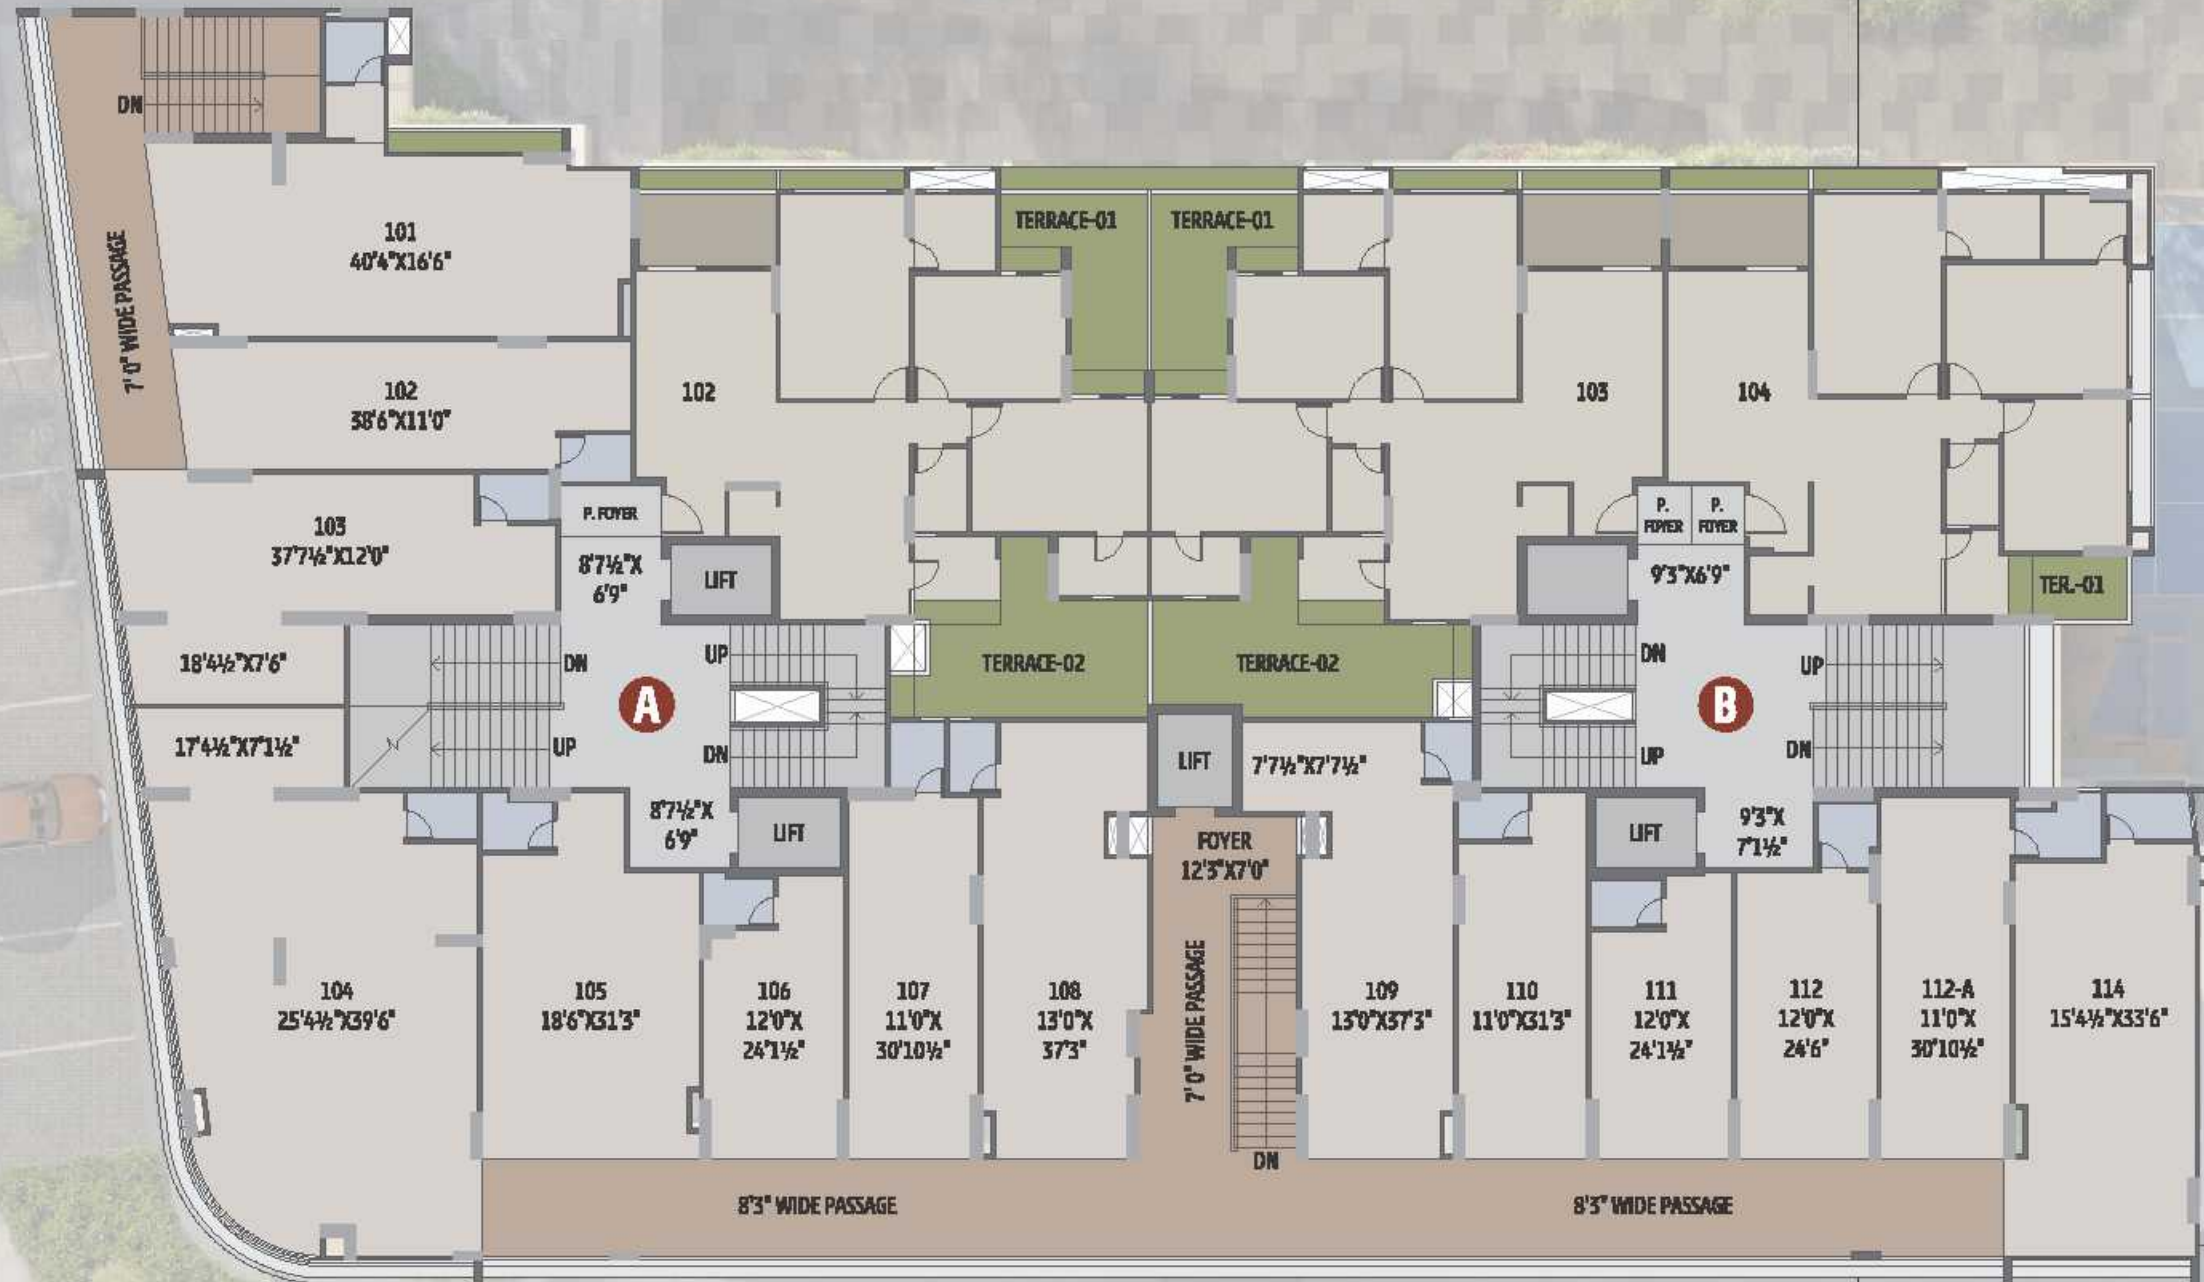 DN
7' 0" WIDE PASSAGE
101
40'4"X16'6"
102
38'6"X11'0"
103
37'7½"X12'0"
18'4½"X7'6"
17'4½"X7'1½"
102
TERRACE-01
TERRACE-01
103
104
P. FOYER
8'7½"X
6'9"
LIFT
P.
FOYER
P.
FOYER
9'3"X6'9"
TER.-01
DN
UP
A
UP
DN
TERRACE-02
TERRACE-02
DN
UP
B
UP
DN
8'7½"X
6'9"
LIFT
LIFT
7'7½"X7'7½"
LIFT
9'3"X
7'1½"
FOYER
12'3"X7'0"
7' 0" WIDE PASSAGE
DN
104
25'4½"X39'6"
105
18'6"X31'3"
106
12'0"X
24'1½"
107
11'0"X
30'10½"
108
13'0"X
37'3"
109
13'0"X37'3"
110
11'0"X31'3"
111
12'0"X
24'1½"
112
12'0"X
24'6"
112-A
11'0"X
30'10½"
114
15'4½"X33'6"
8'3" WIDE PASSAGE
8'3" WIDE PASSAGE